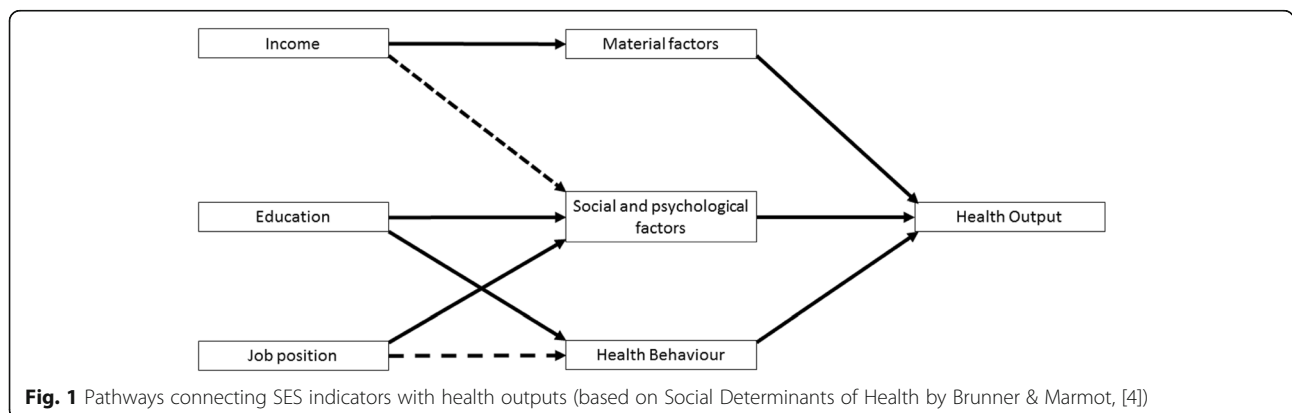 Income
Material factors
Education
Social and psychological
factors
Health Output
Job position
Health Behaviour
Fig. 1 Pathways connecting SES indicators with health outputs (based on Social Determinants of Health by Brunner & Marmot, [4])